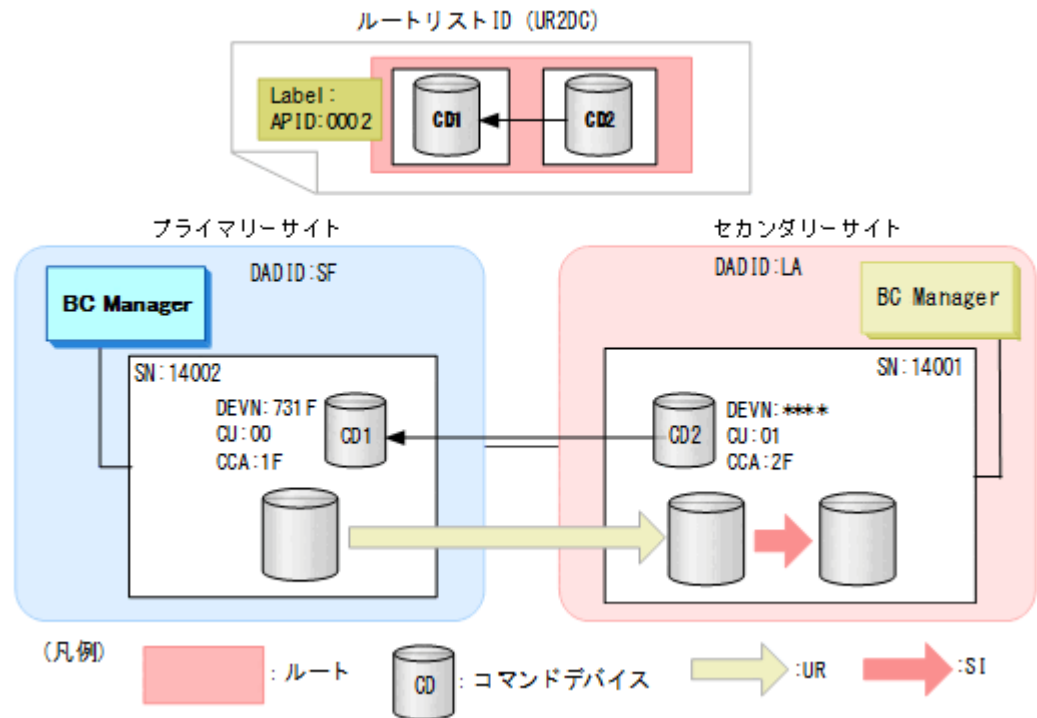 ルートリストID (UR2DC)
Label:
APID:0002
CD1
CD2
プライマリーサイト
セカンダリーサイト
DADID:SF
DADID:LA
BC Manager
BC Manager
SN:14002
SN:14001
DEVN:731F
CU:00
CCA:1F
CD1
CD2
DEVN:****
CU:01
CCA:2F
(凡例)
:ルート
CD
:コマンドデバイス
:UR
:SI